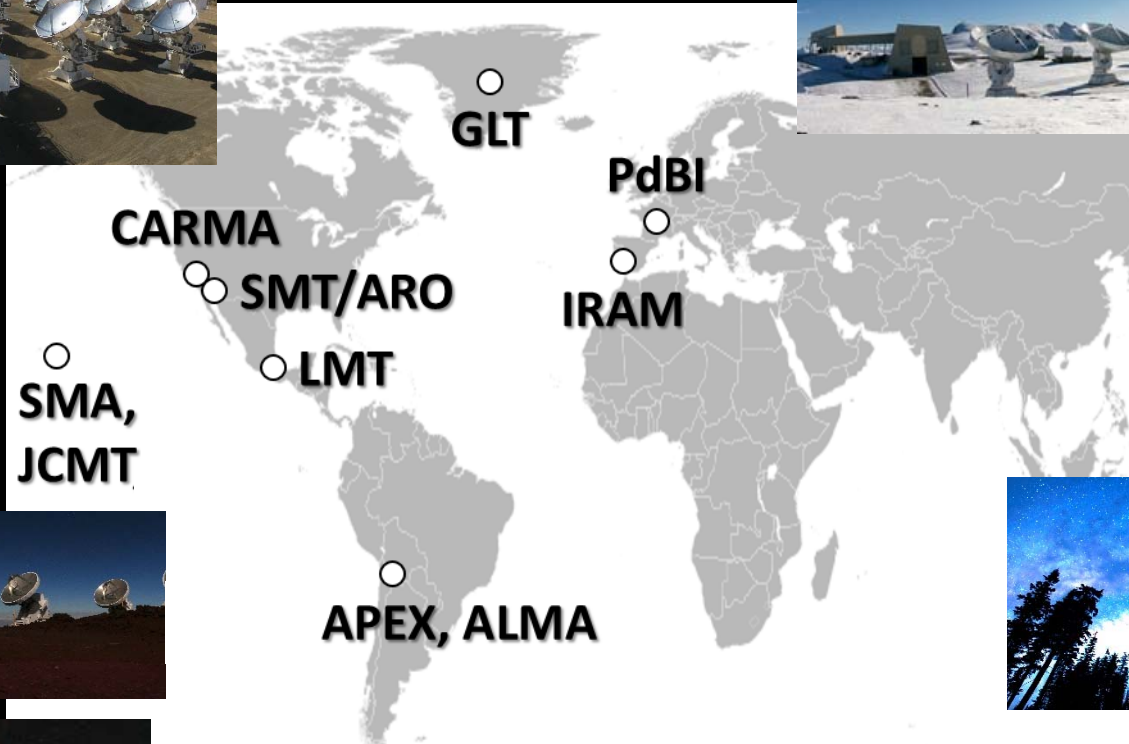 GLT
PdBI
CARMA
SMT/ARO
IRAM
LMT
SMA,
JCMT
APEX, ALMA